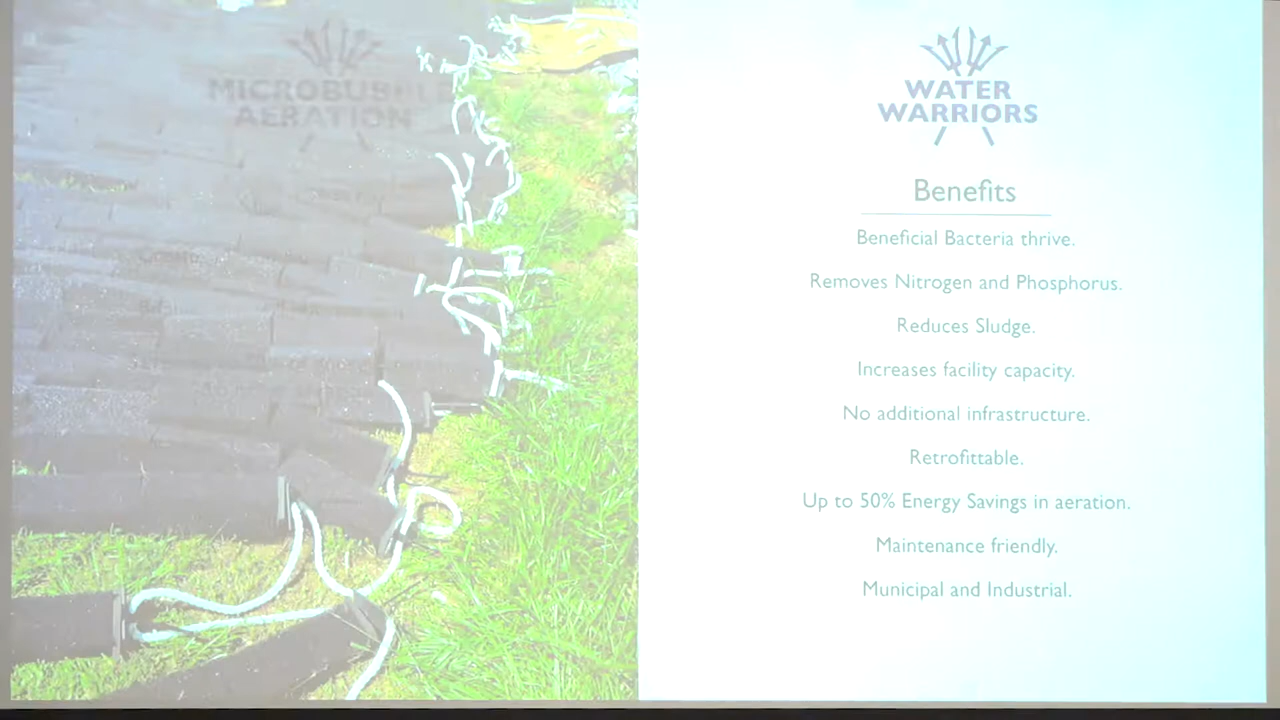 MICROBUBBLE
AERATION
WATER
WARRIORS
Benefits
Beneficial Bacteria thrive.
Removes Nitrogen and Phosphorus.
Reduces Sludge.
Increases facility capacity.
No additional infrastructure.
Retrofittable.
Up to 50% Energy Savings in aeration.
Maintenance friendly.
Municipal and Industrial.